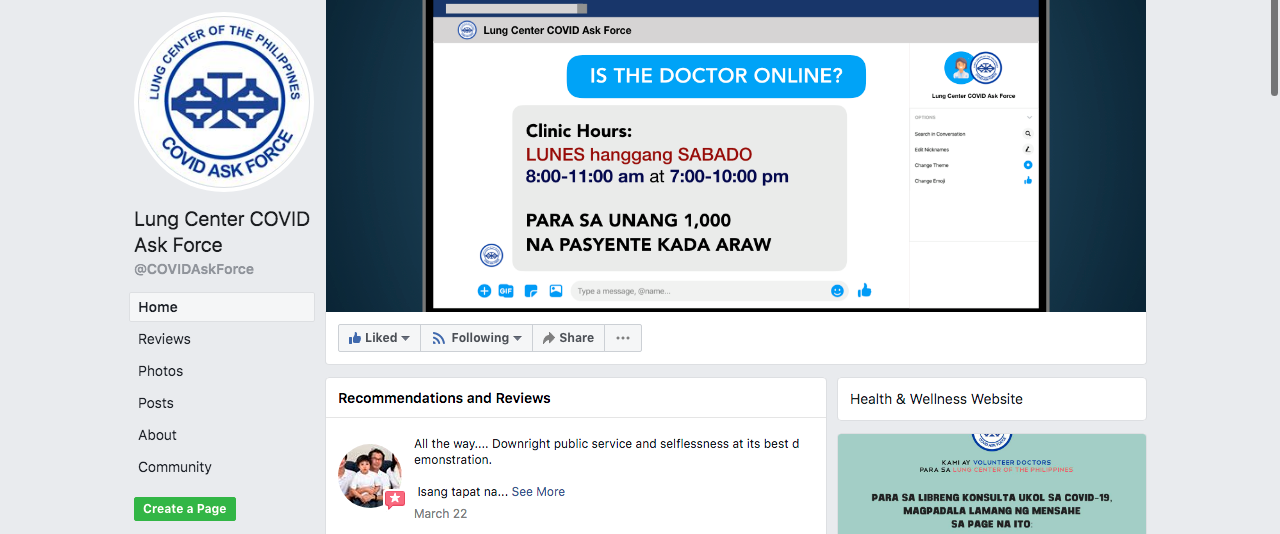 LUNG CENTER OF THE PHILIPPINES
COVID ASK FORCE
Lung Center COVID
Ask Force
@COVIDAskForce
Home
Reviews
Photos
Posts
About
Community
Create a Page
Lung Center COVID Ask Force
IS THE DOCTOR ONLINE?
Clinic Hours:
LUNES hanggang SABADO
8:00-11:00 am at 7:00-10:00 pm
PARA SA UNANG 1,000
NA PASYENTE KADA ARAW
GIF
Type a message, @name...
Lung Center COVID Ask Force
OPTIONS
Search in Conversation
Edit Nicknames
Change Theme
Change Emoji
Liked
Following
Share
Recommendations and Reviews
All the way.... Downright public service and selflessness at its best d
emonstration.
Isang tapat na... See More
March 22
Health & Wellness Website
COVID ASK FORCE
KAMI AY VOLUNTEER DOCTORS
PARA SA LUNG CENTER OF THE PHILIPPINES
PARA SA LIBRENG KONSULTA UKOL SA COVID-19,
MAGPADALA LAMANG NG MENSAHE
SA PAGE NA ITO: